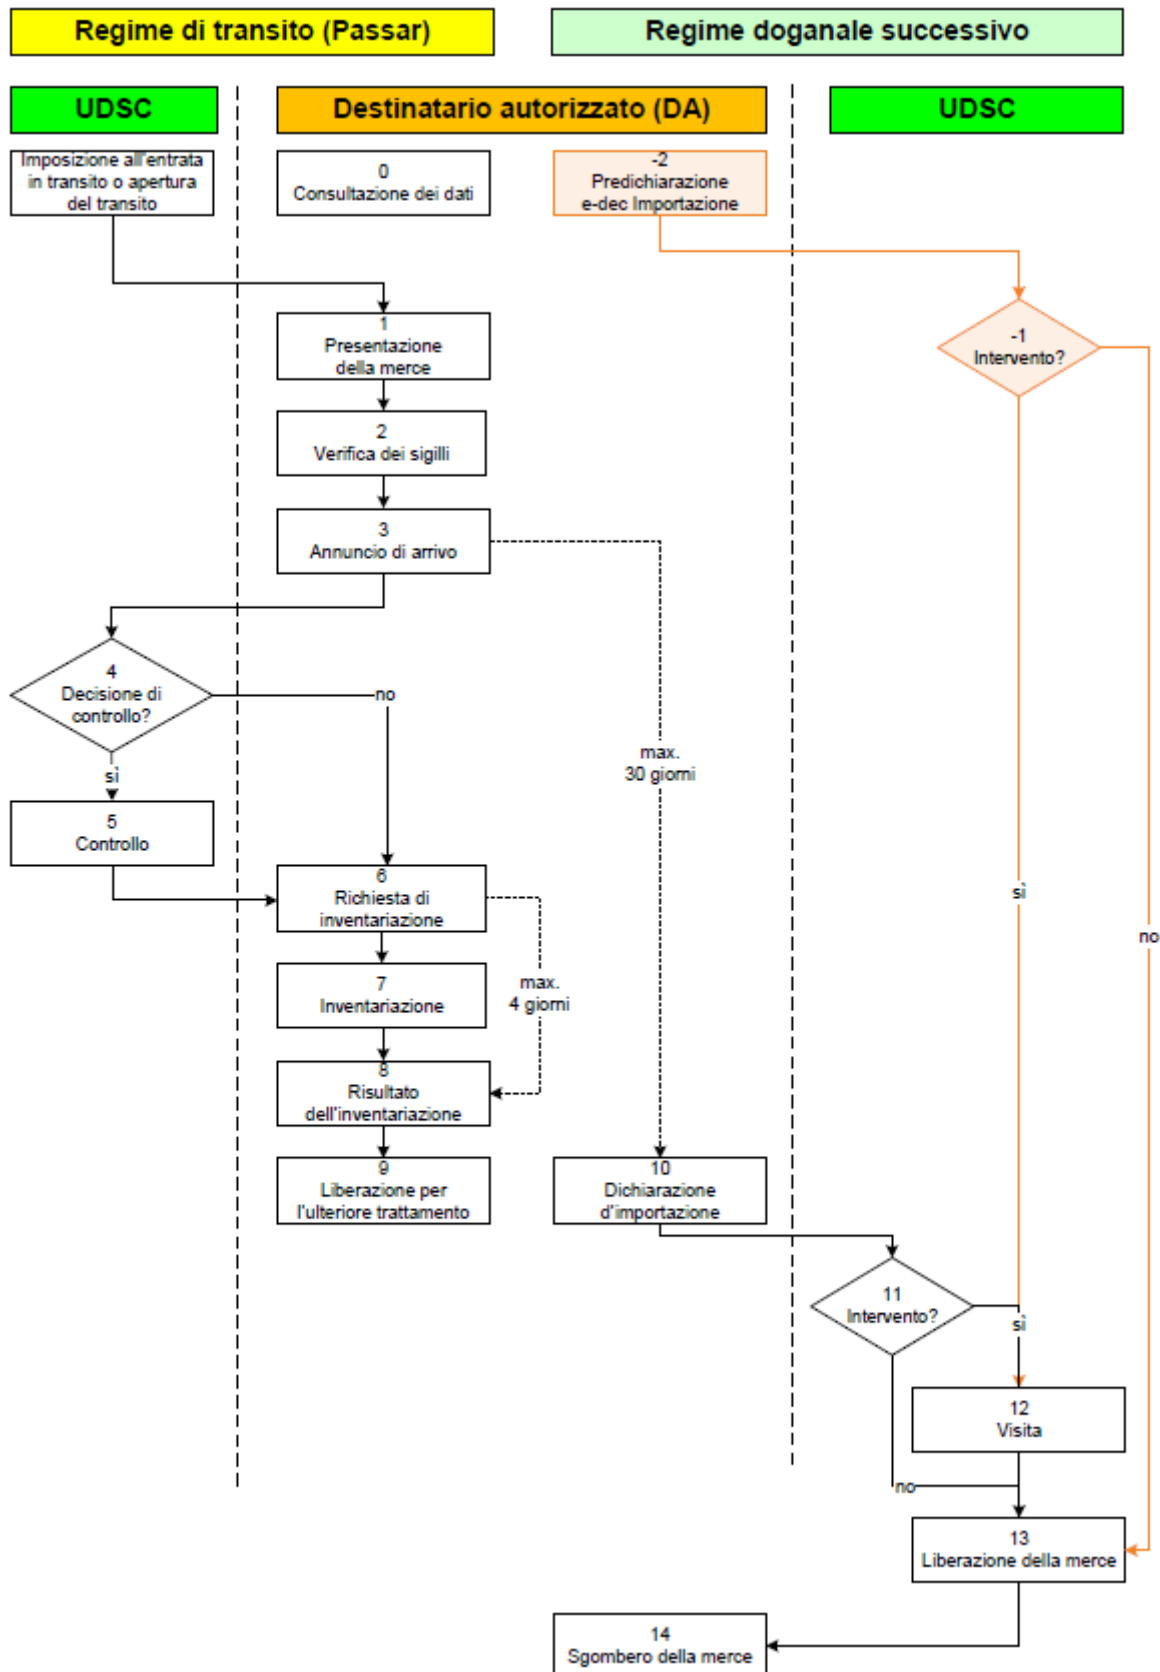 Regime di transito (Passar)
Regime doganale successivo
UDSC
Destinatario autorizzato (DA)
UDSC
Imposizione all'entrata
in transito o apertura
del transito
0
Consultazione dei dati
-2
Predichiarazione
e-dec Importazione
1
Presentazione
della merce
-1
Intervento?
2
Verifica dei sigilli
3
Annuncio di arrivo
4
Decisione di
controllo?
no
sì
max.
30 giorni
5
Controllo
6
Richiesta di
inventariazione
sì
no
7
Inventariazione
max.
4 giorni
8
Risultato
dell'inventariazione
9
Liberazione per
l'ulteriore trattamento
10
Dichiarazione
d'importazione
11
Intervento?
sì
12
Visita
no
13
Liberazione della merce
14
Sgombero della merce